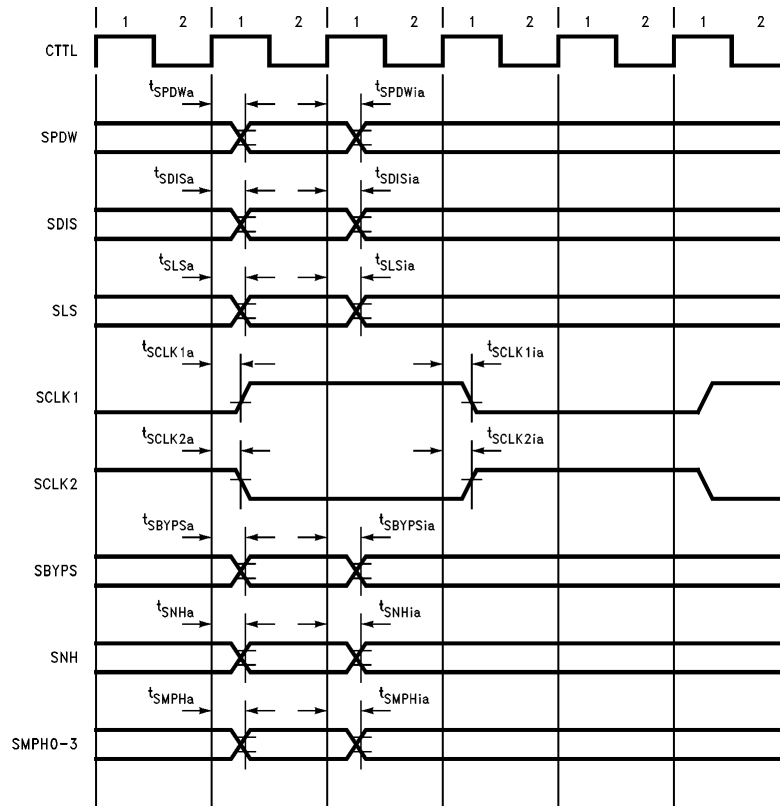 1 2 1 2 1 2 1 2 1 2 1 2
CTTL
tSPDWa tSPDWia
SPDW
tSDISa tSDISia
SDIS
tSLSa tSLSia
SLS
tSCLK1a tSCLK1ia
SCLK1
tSCLK2a tSCLK2ia
SCLK2
tSBYPSa tSBYPSia
SBYPS
tSNHa tSNHia
SNH
tSMPHa tSMPHia
SMPH0-3